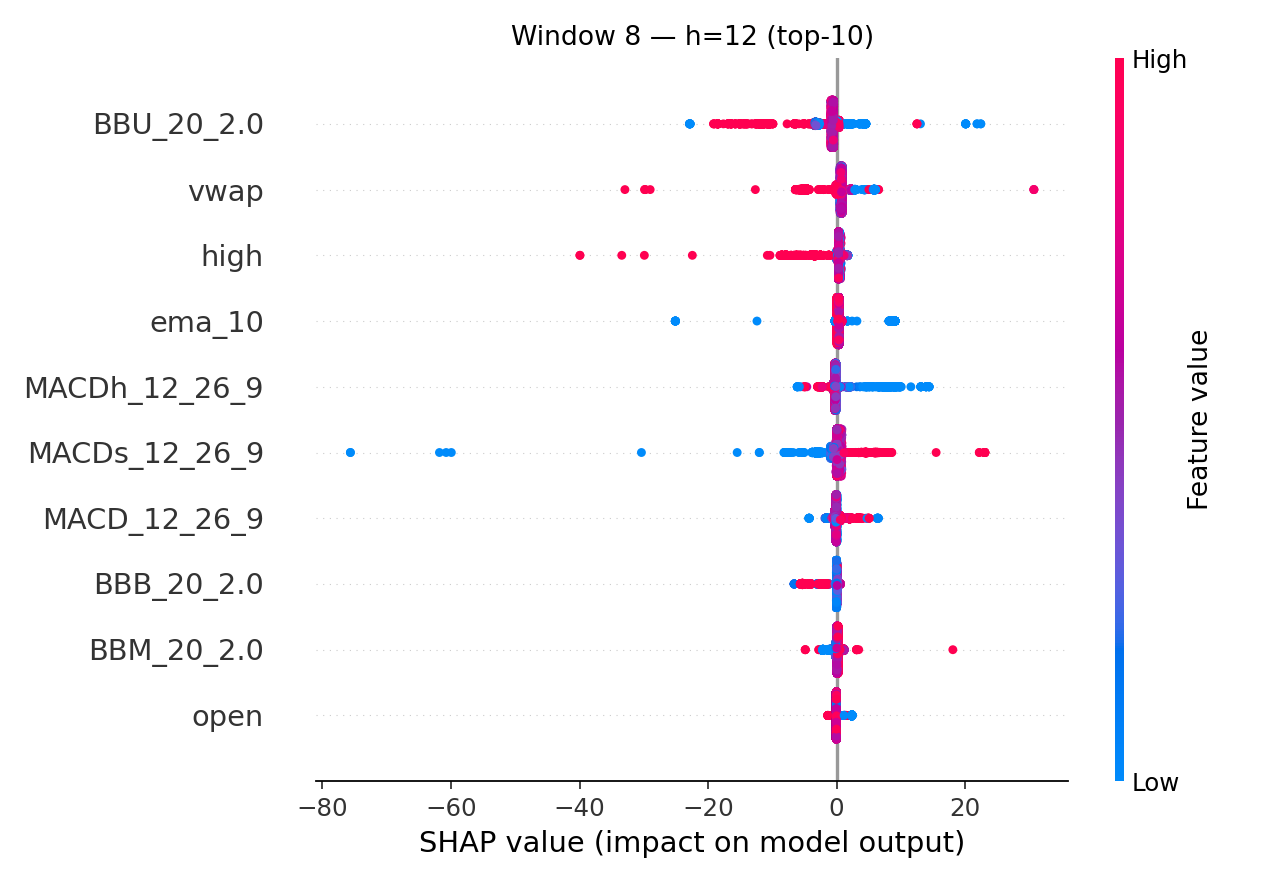 Window 8 — h=12 (top-10)
High
BBU_20_2.0
vwap
high
ema_10
MACDh_12_26_9
MACDs_12_26_9
MACD_12_26_9
BBB_20_2.0
BBM_20_2.0
open
Feature value
Low
−80 −60 −40 −20 0 20
SHAP value (impact on model output)